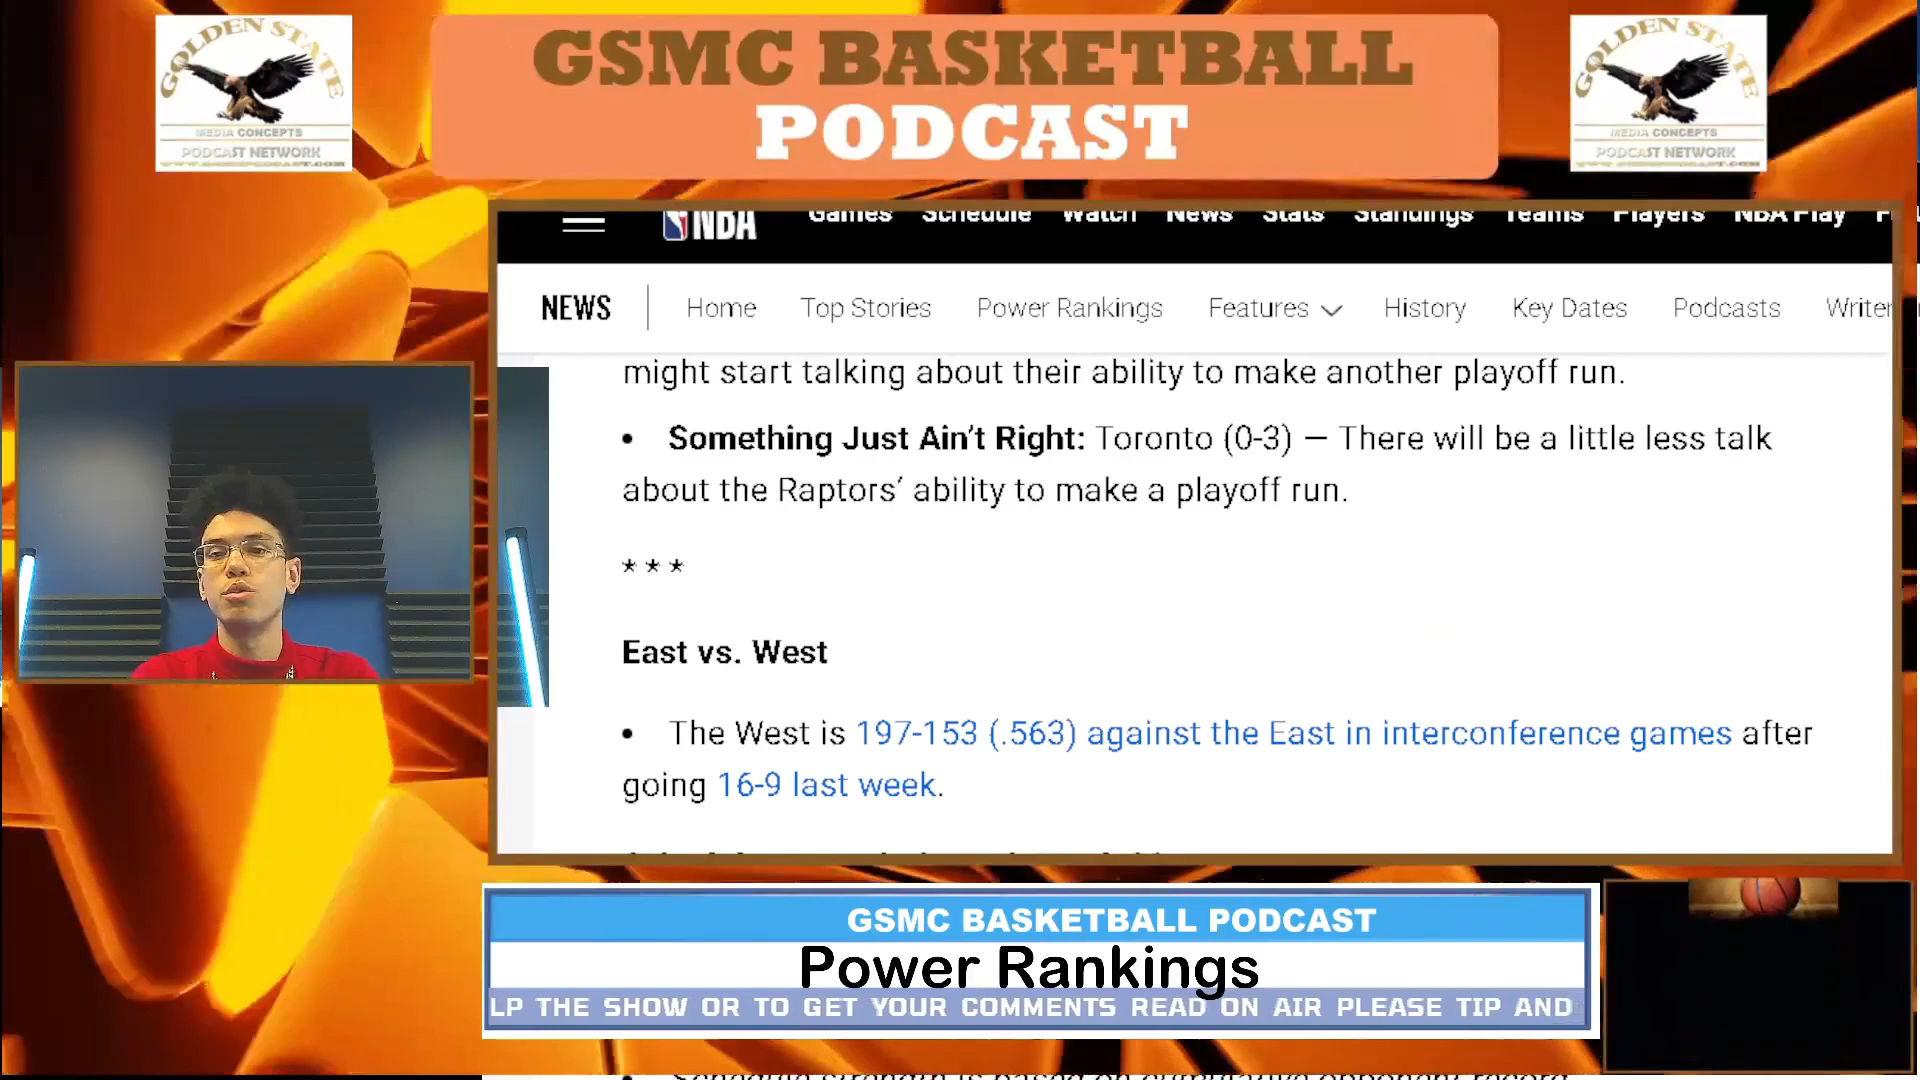 GOLDEN STATE
MEDIA CONCEPTS
PODCAST NETWORK
GSMC BASKETBALL
PODCAST
GOLDEN STATE
MEDIA CONCEPTS
PODCAST NETWORK
NBA Games Schedule Watch News Stats Standings Teams Players NBA Play
NEWS Home Top Stories Power Rankings Features History Key Dates Podcasts Writer
might start talking about their ability to make another playoff run.
• Something Just Ain't Right: Toronto (0-3) — There will be a little less talk
about the Raptors' ability to make a playoff run.
* * *
East vs. West
• The West is 197-153 (.563) against the East in interconference games after
going 16-9 last week.
GSMC BASKETBALL PODCAST
Power Rankings
LP THE SHOW OR TO GET YOUR COMMENTS READ ON AIR PLEASE TIP AND